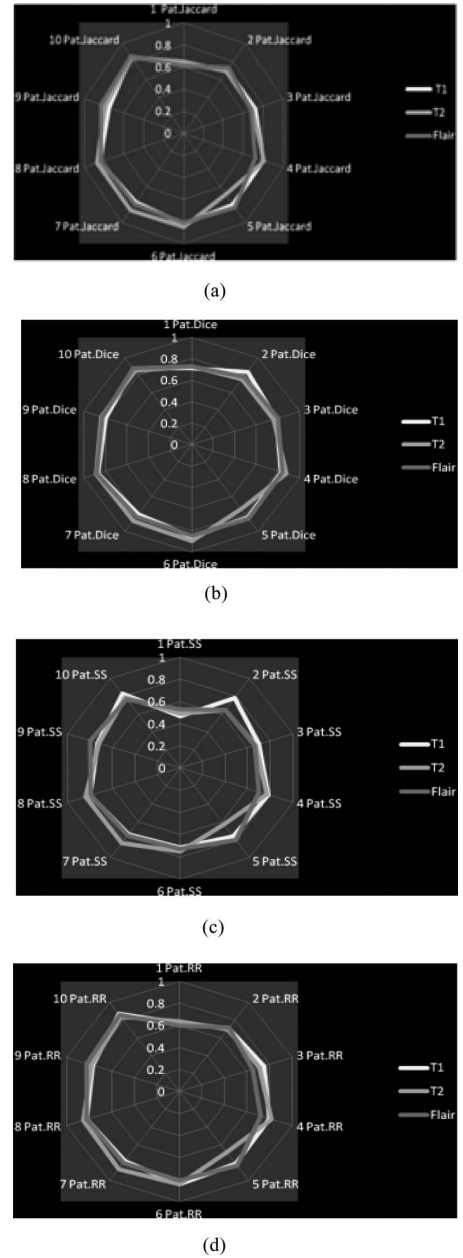 1 Pat.Jaccard
1
10 Pat.Jaccard
0.8
2 Pat.Jaccard
0.6
9 Pat.Jaccard
0.4
3 Pat.Jaccard
0.2
0
T1
T2
Flair
8 Pat.Jaccard
4 Pat.Jaccard
7 Pat.Jaccard
5 Pat.Jaccard
6 Pat.Jaccard
(a)
1 Pat.Dice
1
10 Pat.Dice
0.8
2 Pat.Dice
0.6
9 Pat.Dice
0.4
3 Pat.Dice
0.2
0
T1
T2
Flair
8 Pat.Dice
4 Pat.Dice
7 Pat.Dice
5 Pat.Dice
6 Pat.Dice
(b)
1 Pat.SS
1
10 Pat.SS
0.8
2 Pat.SS
0.6
9 Pat.SS
0.4
3 Pat.SS
0.2
0
T1
T2
Flair
8 Pat.SS
4 Pat.SS
7 Pat.SS
5 Pat.SS
6 Pat.SS
(c)
1 Pat.RR
1
10 Pat.RR
0.8
2 Pat.RR
0.6
9 Pat.RR
0.4
3 Pat.RR
0.2
0
T1
T2
Flair
8 Pat.RR
4 Pat.RR
7 Pat.RR
5 Pat.RR
6 Pat.RR
(d)